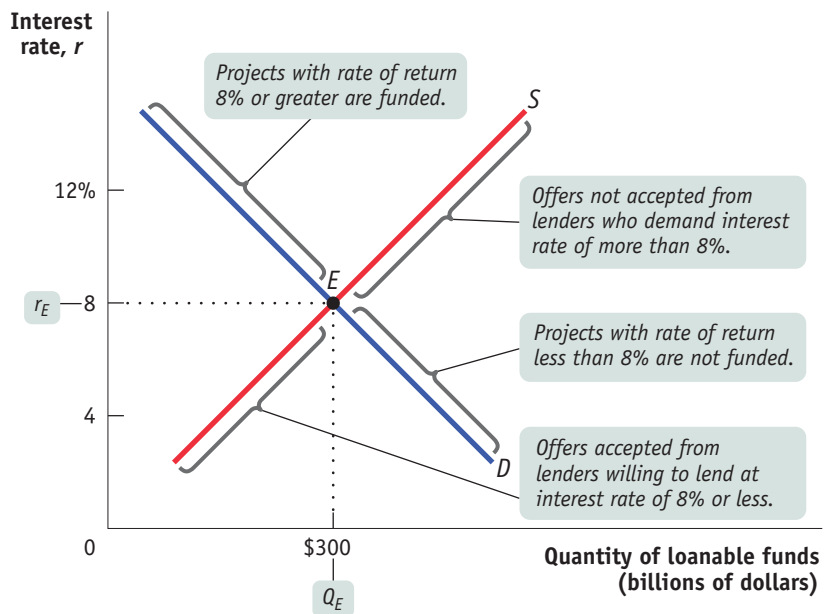 Interest
rate, r
Projects with rate of return
8% or greater are funded.
S
12%
Offers not accepted from
lenders who demand interest
rate of more than 8%.
E
rE
8
Projects with rate of return
less than 8% are not funded.
4
D
Offers accepted from
lenders willing to lend at
interest rate of 8% or less.
0
$300
Quantity of loanable funds
(billions of dollars)
QE